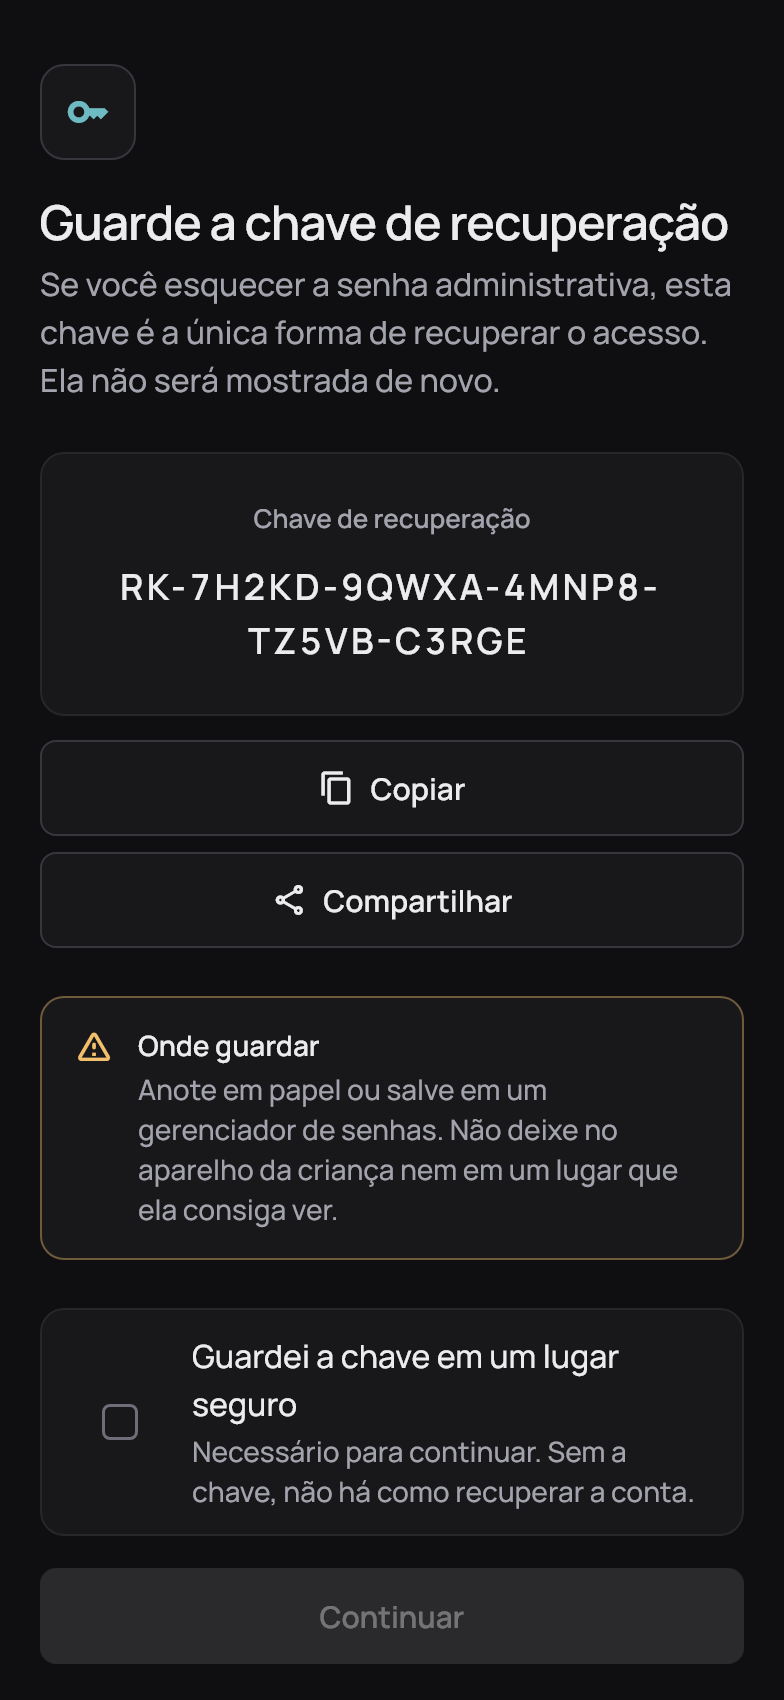 Guarde a chave de recuperação
Se você esquecer a senha administrativa, esta
chave é a única forma de recuperar o acesso.
Ela não será mostrada de novo.
Chave de recuperação
RK-7H2KD-9QWXA-4MNP8-
TZ5VB-C3RGE
Copiar
Compartilhar
Onde guardar
Anote em papel ou salve em um
gerenciador de senhas. Não deixe no
aparelho da criança nem em um lugar que
ela consiga ver.
Guardei a chave em um lugar
seguro
Necessário para continuar. Sem a
chave, não há como recuperar a conta.
Continuar